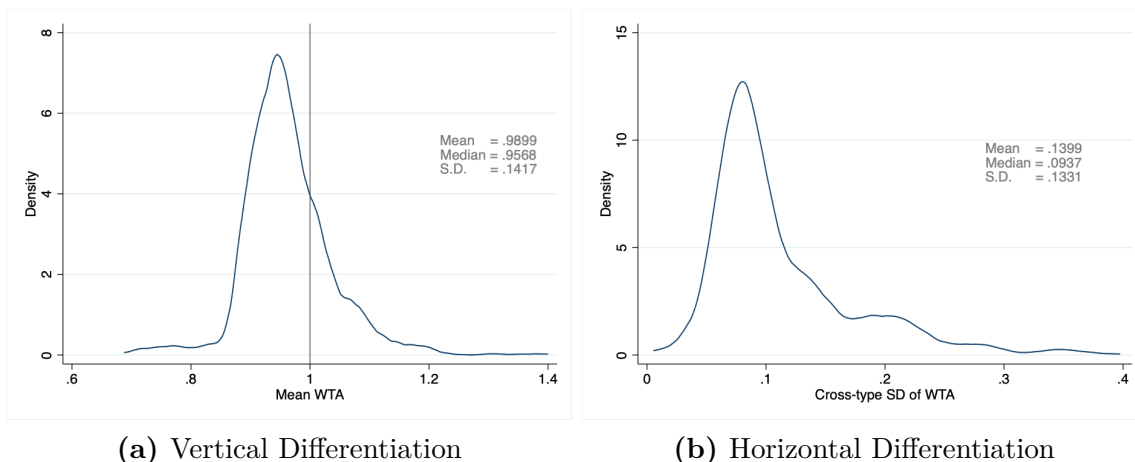 8
6
4
2
0
Density
Mean = .9899
Median = .9568
S.D. = .1417
.6 .8 1 1.2 1.4
Mean WTA
(a) Vertical Differentiation
15
10
5
0
Density
Mean = .1399
Median = .0937
S.D. = .1331
0 .1 .2 .3 .4
Cross-type SD of WTA
(b) Horizontal Differentiation